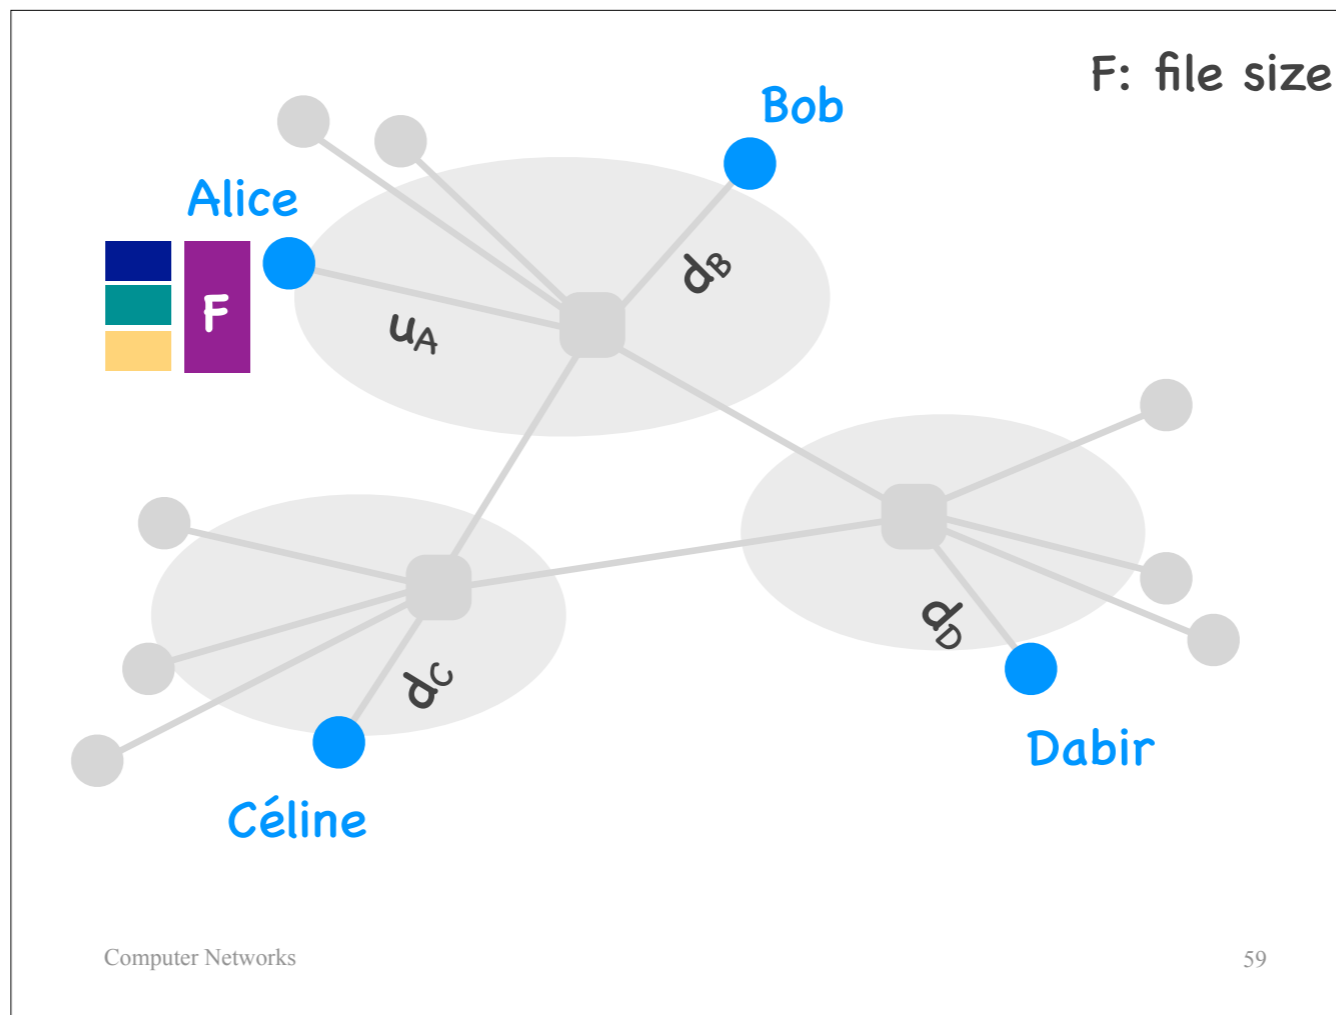 F: file size
Bob
Alice
F
dB
uA
dD
dC
Dabir
Céline
Computer Networks
59